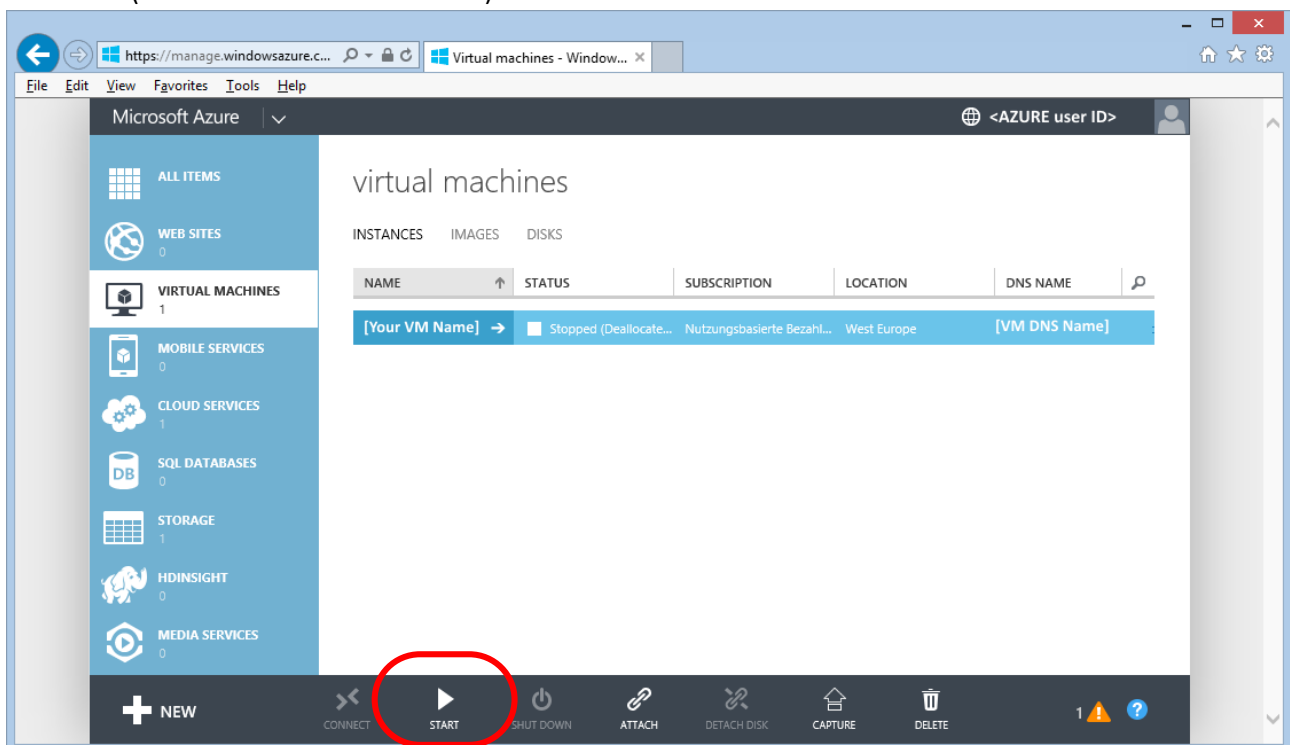 https://manage.windowsazure.c...
Virtual machines - Window...
File Edit View Favorites Tools Help
Microsoft Azure
<AZURE user ID>
ALL ITEMS
WEB SITES
0
VIRTUAL MACHINES
1
MOBILE SERVICES
0
CLOUD SERVICES
1
DB
SQL DATABASES
0
STORAGE
1
HDINSIGHT
0
MEDIA SERVICES
0
virtual machines
INSTANCES IMAGES DISKS
NAME STATUS SUBSCRIPTION LOCATION DNS NAME
[Your VM Name] Stopped (Deallocate... Nutzungsbasierte Bezahl... West Europe [VM DNS Name]
NEW
CONNECT START SHUT DOWN ATTACH DETACH DISK CAPTURE DELETE
1
?